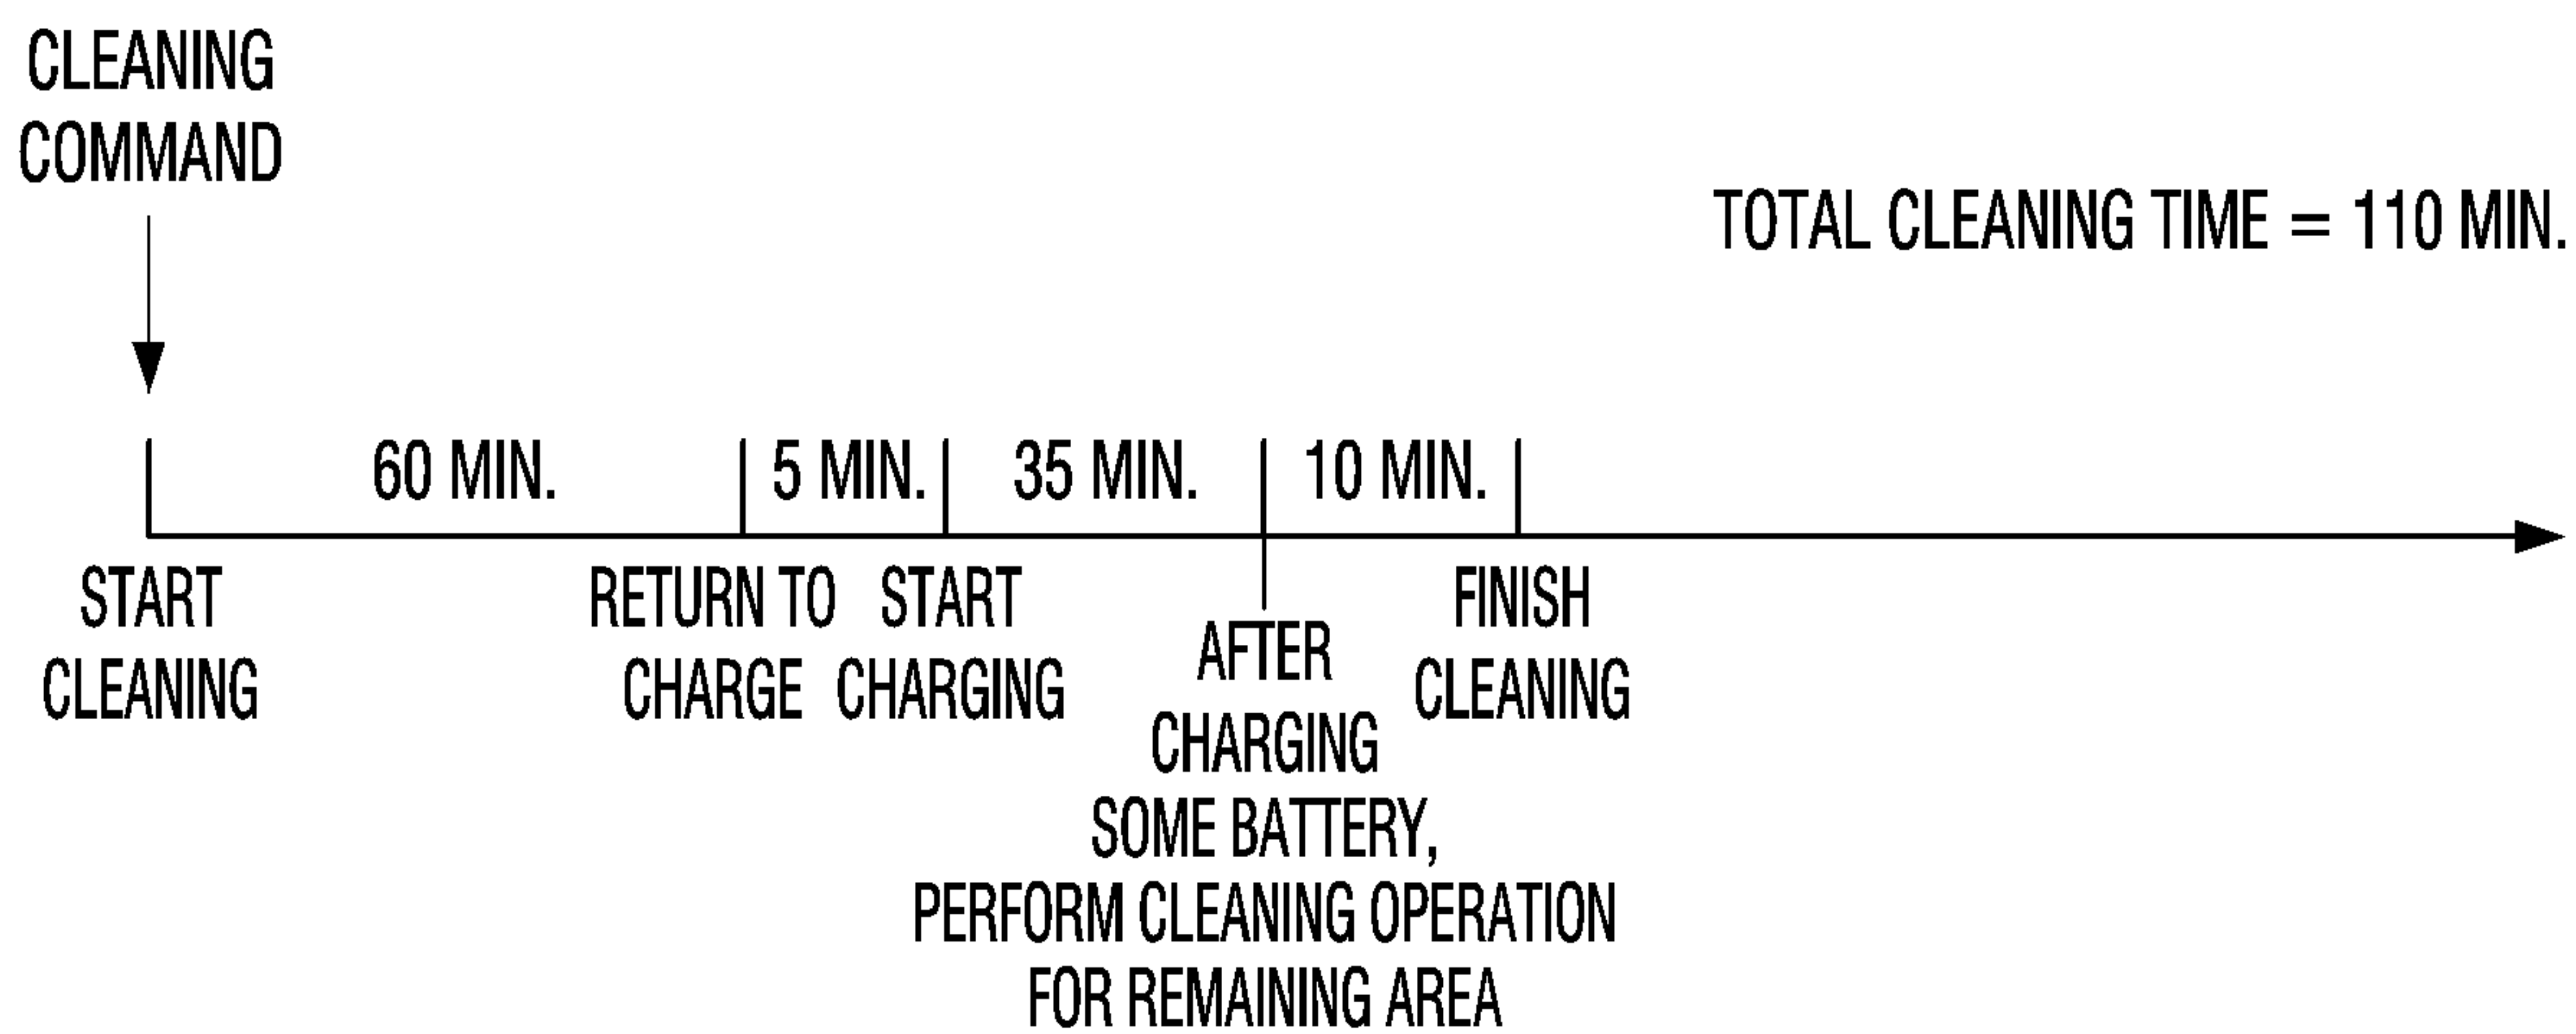 CLEANING
COMMAND
TOTAL CLEANING TIME = 110 MIN.
60 MIN.
5 MIN.
35 MIN.
10 MIN.
START
CLEANING
RETURN TO
CHARGE
START
CHARGING
AFTER
CHARGING
SOME BATTERY,
PERFORM CLEANING OPERATION
FOR REMAINING AREA
FINISH
CLEANING